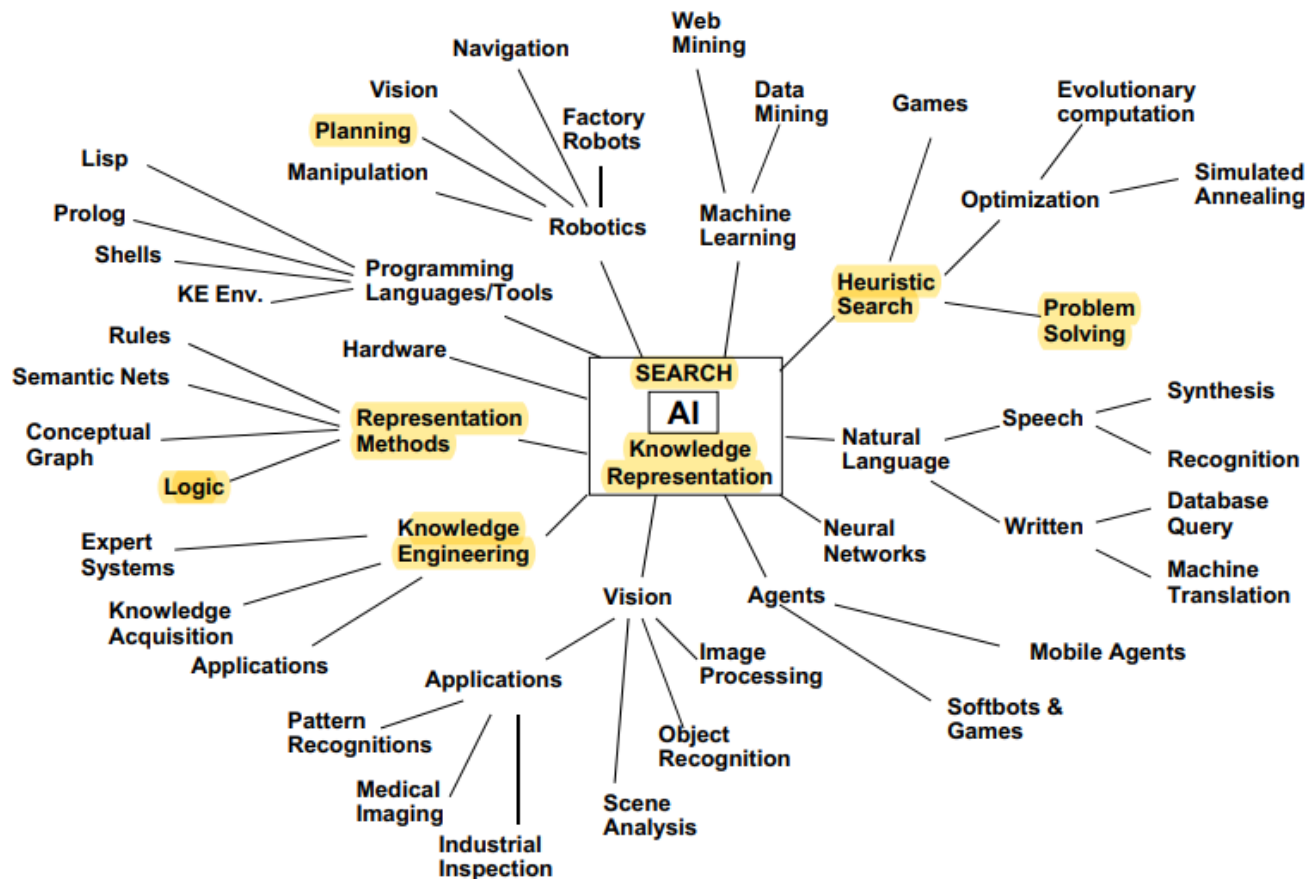 Web
Mining
Navigation
Data
Mining
Vision
Games
Evolutionary
computation
Factory
Robots
Planning
Lisp
Manipulation
Simulated
Annealing
Optimization
Prolog
Robotics
Machine
Learning
Shells
Programming
Languages/Tools
KE Env.
Heuristic
Search
Problem
Solving
Rules
Hardware
SEARCH
AI
Knowledge
Representation
Semantic Nets
Representation
Methods
Conceptual
Graph
Logic
Synthesis
Speech
Natural
Language
Recognition
Database
Query
Written
Machine
Translation
Neural
Networks
Knowledge
Engineering
Expert
Systems
Knowledge
Acquisition
Applications
Vision
Agents
Mobile Agents
Image
Processing
Softbots &
Games
Applications
Pattern
Recognitions
Object
Recognition
Medical
Imaging
Scene
Analysis
Industrial
Inspection